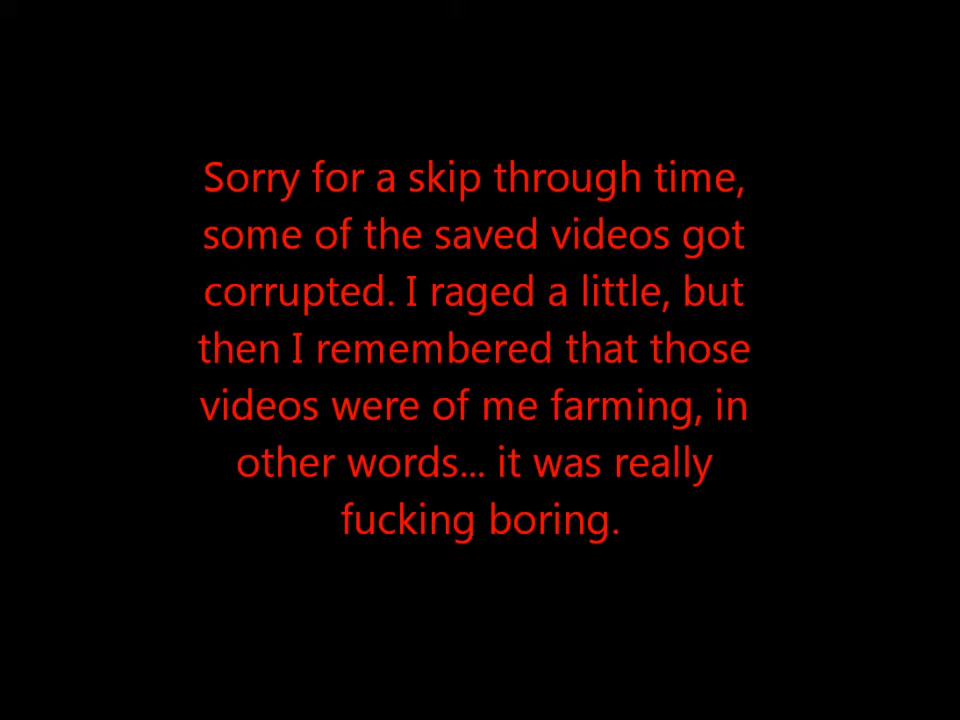 Sorry for a skip through time,
some of the saved videos got
corrupted. I raged a little, but
then I remembered that those
videos were of me farming, in
other words... it was really
fucking boring.